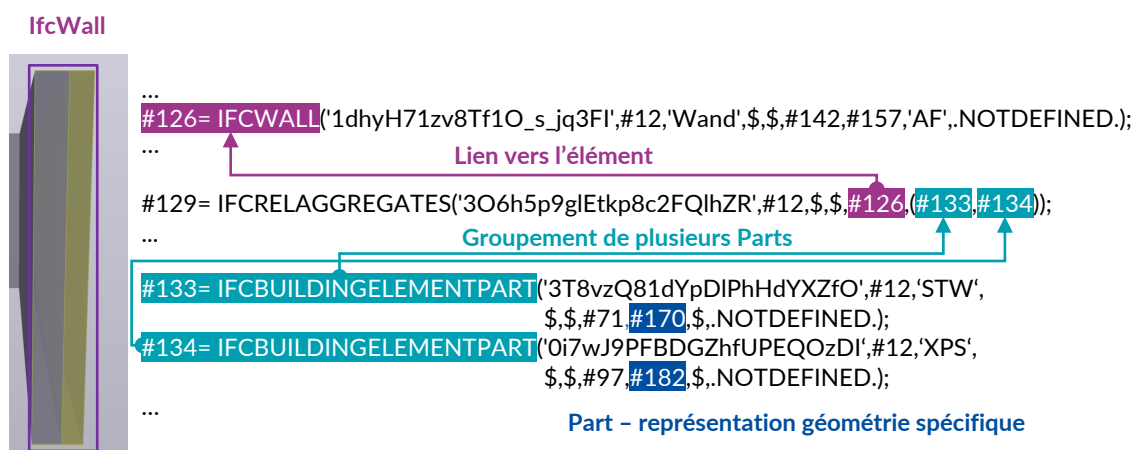 IfcWall
...
#126= IFCWALL('1dhyH71zv8Tf1O_s_jq3FI',#12,'Wand',$,$,#142,#157,'AF',.NOTDEFINED.);
...
Lien vers l’élément
#129= IFCRELAGGREGATES('3O6h5p9glEtkp8c2FQlhZR',#12,$,$,#126,(#133,#134));
...
Groupement de plusieurs Parts
#133= IFCBUILDINGELEMENTPART('3T8vzQ81dYpDlPhHdYXZfO',#12,‘STW‘,
$,$,#71,#170,$,.NOTDEFINED.);
#134= IFCBUILDINGELEMENTPART('0i7wJ9PFBDGZhfUPEQOzDI‘,#12,‘XPS‘,
$,$,#97,#182,$,.NOTDEFINED.);
...
Part – représentation géométrie spécifique